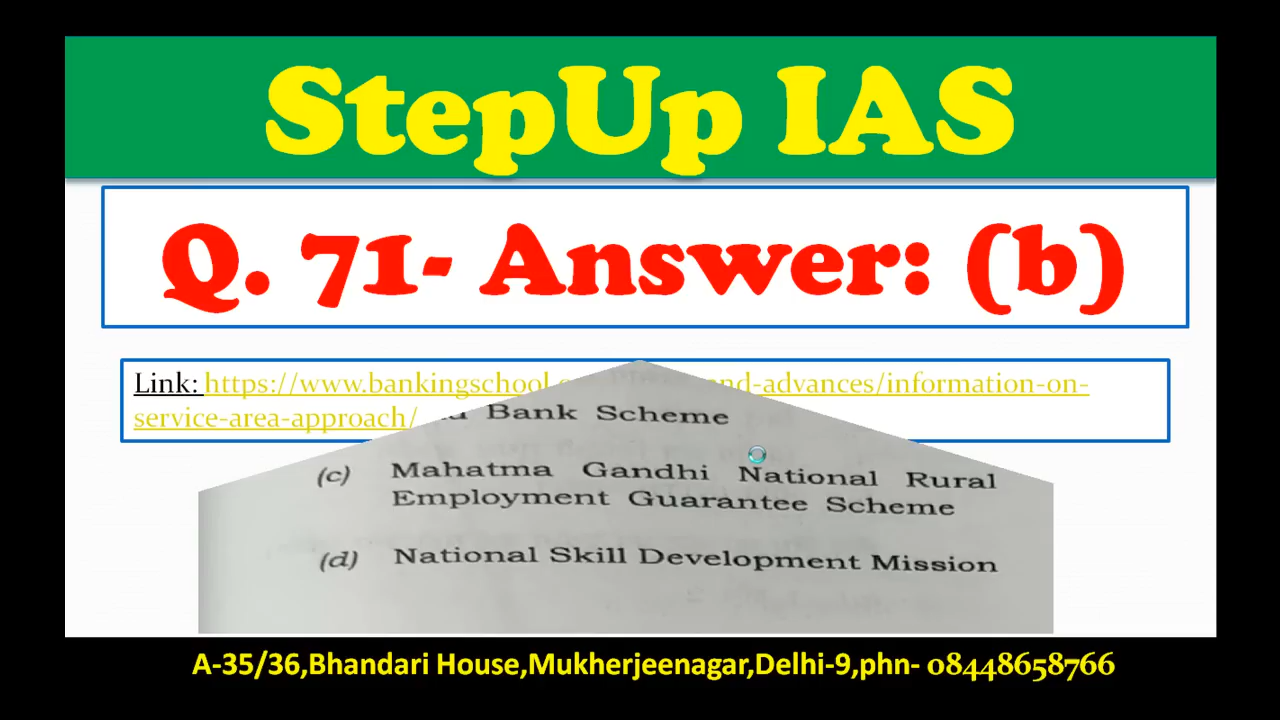 StepUp IAS
Q. 71- Answer: (b)
Link: https://www.bankingschool. nd-advances/information-on-
service-area-approach/
Bank Scheme
(c) Mahatma Gandhi National Rural
Employment Guarantee Scheme
(d) National Skill Development Mission
A-35/36,Bhandari House,Mukherjeenagar,Delhi-9,phn- 08448658766